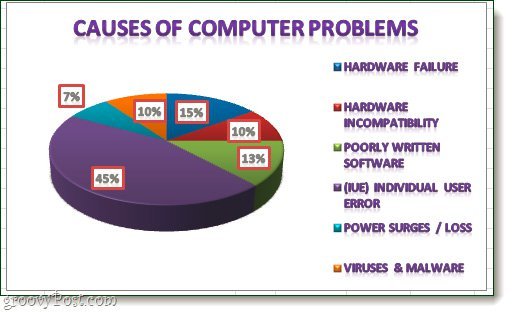 CAUSES OF COMPUTER PROBLEMS
7%
10%
15%
10%
13%
45%
HARDWARE FAILURE
HARDWARE
INCOMPATIBILITY
POORLY WRITTEN
SOFTWARE
(IUE) INDIVIDUAL USER
ERROR
POWER SURGES / LOSS
VIRUSES & MALWARE
groovyPost.com